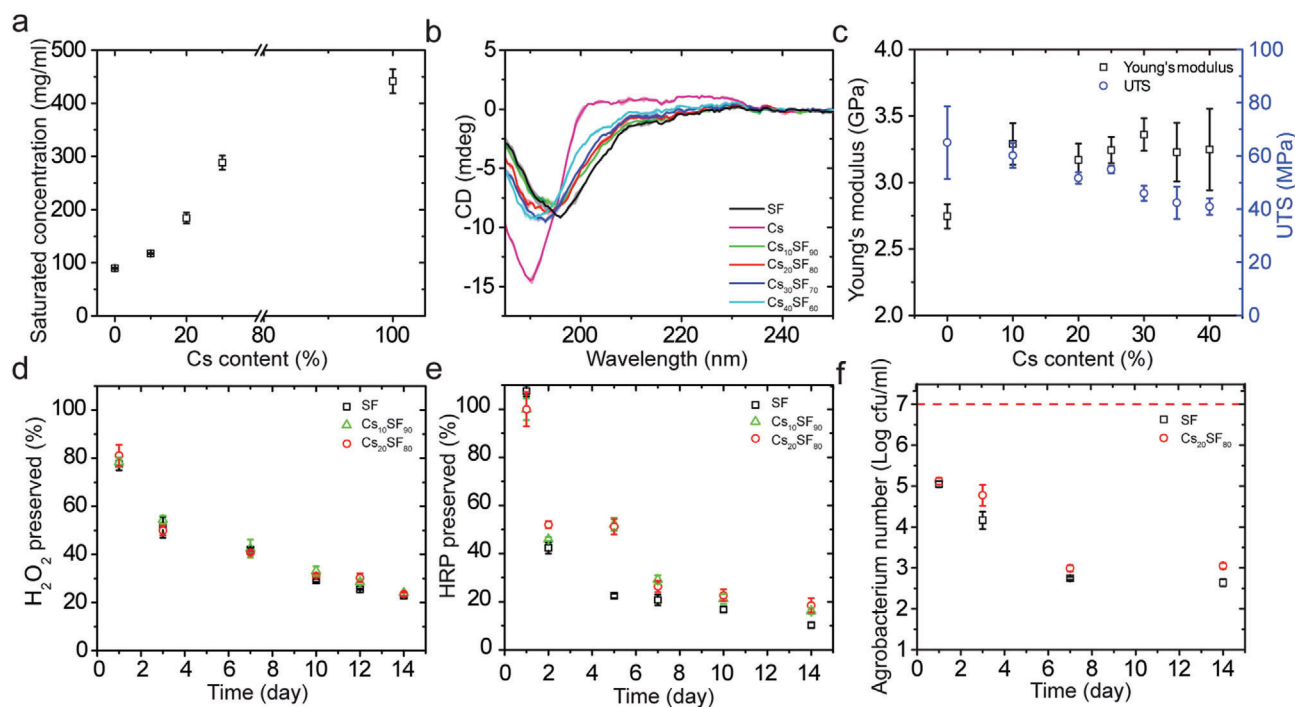 a
500
400
300
200
100
0
0
20
80
100
Saturated concentration (mg/ml)
Cs content (%)
b
5
0
-5
-10
-15
200
220
240
CD (mdeg)
Wavelength (nm)
SF
Cs
Cs₁₀SF₉₀
Cs₂₀SF₈₀
Cs₃₀SF₇₀
Cs₄₀SF₆₀
c
4.0
3.5
3.0
2.5
2.0
0
10
20
30
40
100
80
60
40
20
0
Young's modulus (GPa)
Cs content (%)
UTS (MPa)
Young's modulus
UTS
d
100
80
60
40
20
0
0
2
4
6
8
10
12
14
H₂O₂ preserved (%)
Time (day)
SF
Cs₁₀SF₉₀
Cs₂₀SF₈₀
e
100
80
60
40
20
0
0
2
4
6
8
10
12
14
HRP preserved (%)
Time (day)
SF
Cs₁₀SF₉₀
Cs₂₀SF₈₀
f
7
6
5
4
3
2
1
0
2
4
6
8
10
12
14
Agrobacterium number (Log cfu/ml)
Time (day)
SF
Cs₂₀SF₈₀